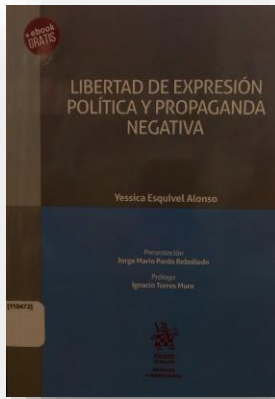 + ebook
GRATIS
LIBERTAD DE EXPRESIÓN
POLÍTICA Y PROPAGANDA
NEGATIVA
Yessica Esquivel Alonso
Presentación
Jorge Mario Pardo Rebolledo
Prólogo
Ignacio Torres Muro
[119472]